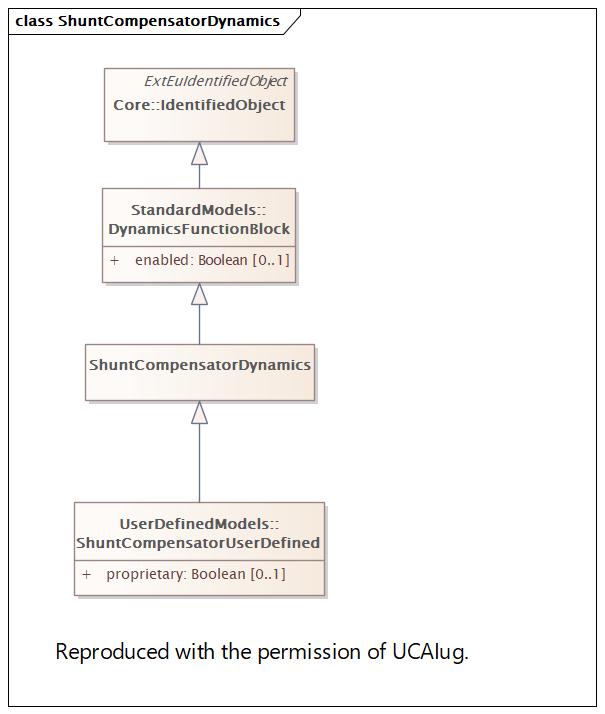 class ShuntCompensatorDynamics
ExtEuIdentifiedObject
Core::IdentifiedObject
StandardModels::
DynamicsFunctionBlock
+ enabled: Boolean [0..1]
ShuntCompensatorDynamics
UserDefinedModels::
ShuntCompensatorUserDefined
+ proprietary: Boolean [0..1]
Reproduced with the permission of UCAIug.